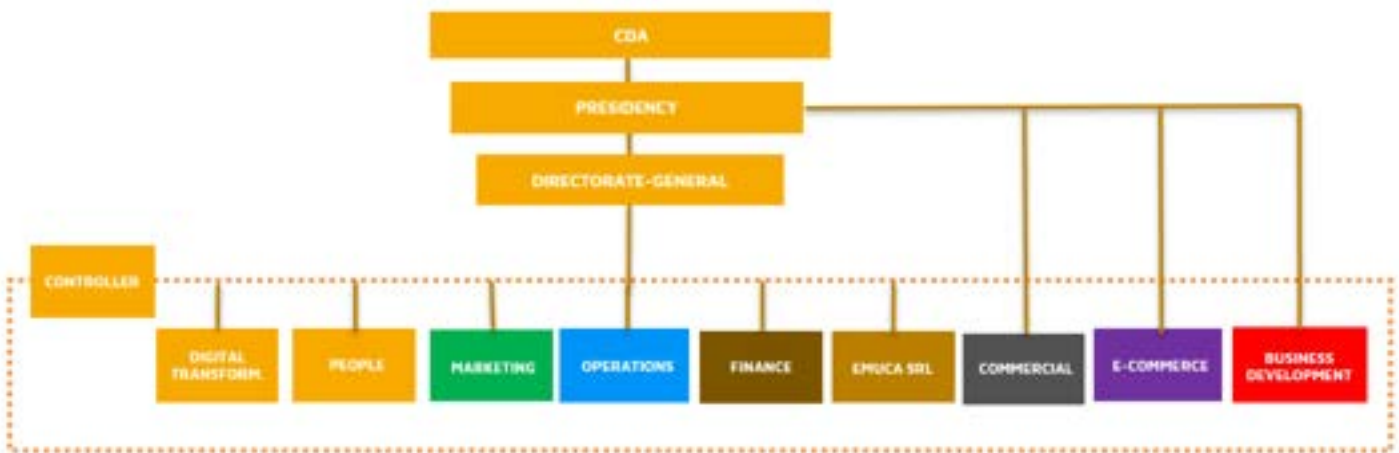 CDA
PRESIDENCY
DIRECTORATE-GENERAL
CONTROLLER
DIGITAL
TRANSFORM.
PEOPLE
MARKETING
OPERATIONS
FINANCE
EMUCA SRL
COMMERCIAL
E-COMMERCE
BUSINESS
DEVELOPMENT